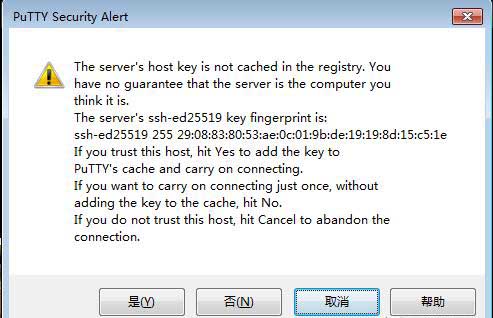 PuTTY Security Alert
The server's host key is not cached in the registry. You
have no guarantee that the server is the computer you
think it is.
The server's ssh-ed25519 key fingerprint is:
ssh-ed25519 255 29:08:83:80:53:ae:0c:01:9b:de:19:19:8d:15:c5:1e
If you trust this host, hit Yes to add the key to
PuTTY's cache and carry on connecting.
If you want to carry on connecting just once, without
adding the key to the cache, hit No.
If you do not trust this host, hit Cancel to abandon the
connection.
是(Y) 否(N) 取消 帮助